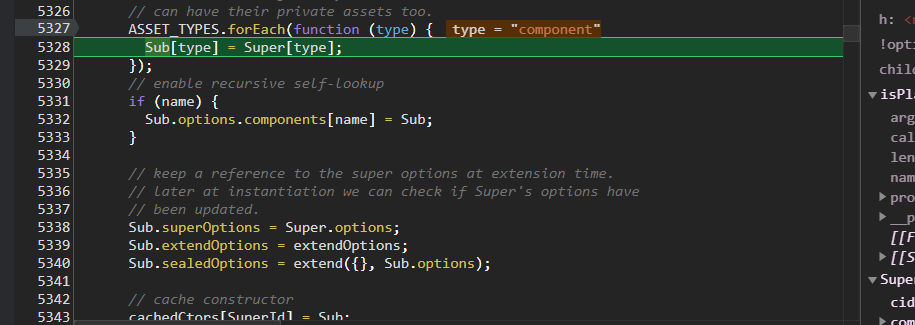 5326 // can have their private assets too.
5327 ASSET_TYPES.forEach(function (type) { type = "component"
5328 Sub[type] = Super[type];
5329 });
5330 // enable recursive self-lookup
5331 if (name) {
5332 Sub.options.components[name] = Sub;
5333 }
5334
5335 // keep a reference to the super options at extension time.
5336 // later at instantiation we can check if Super's options have
5337 // been updated.
5338 Sub.superOptions = Super.options;
5339 Sub.extendOptions = extendOptions;
5340 Sub.sealedOptions = extend({}, Sub.options);
5341
5342 // cache constructor
5343 cachedCtors[SuperId] = Sub;
h: <
!opti
chil
isPla
arg
cal
len
nam
pro
__p
[[F
[[S
Supe
cid
com